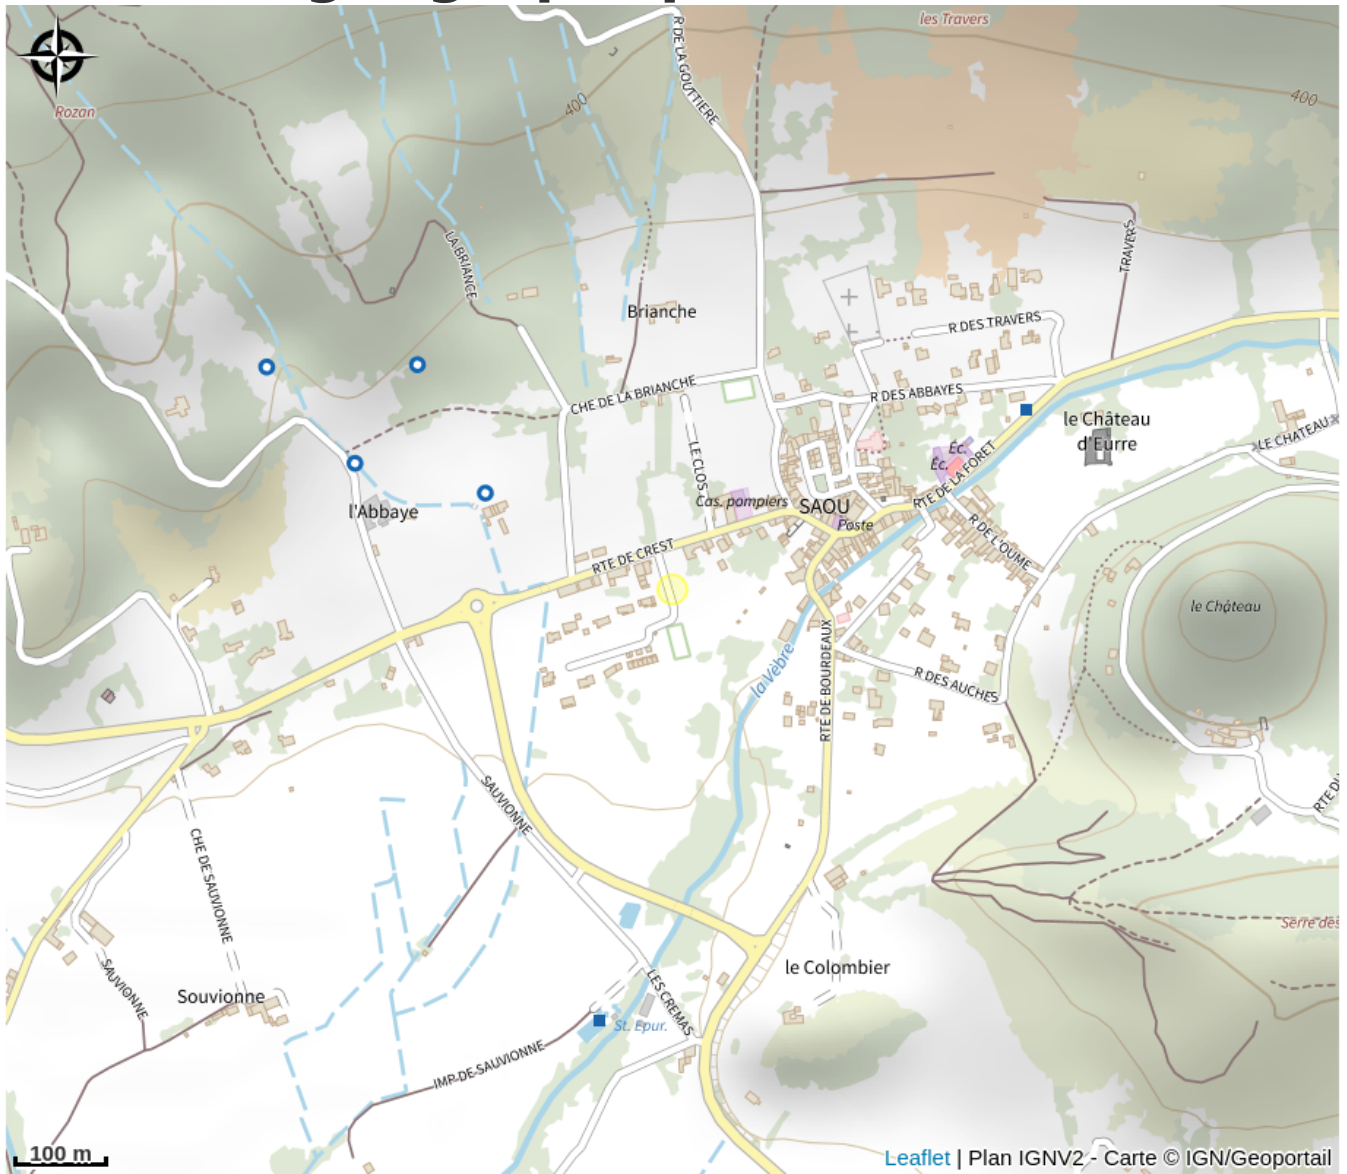 les Travers
R DE LA GOUTTIERE
400
400
Rozan
TRAVERS
LA BRIANCE
Brianche
R DES TRAVERS
CHE DE LA BRIANCHE
R DES ABBAYES
le Château
d'Eurre
LE CHATEAU
Éc.
Éc.
LE CLOS
RTE DE LA FORET
Cas. pompiers
SAOU
Poste
l'Abbaye
R DE L'OUME
RTE DE CREST
le Château
la Vèbre
RTE DE BOURDEAUX
R DES AUCHES
SAUVIONNE
CHE DE SAUVIONNE
RTE DU
Serre des
SAUVIONNE
le Colombier
Souvionne
LES CREMAS
St. Epur.
IMP DE SAUVIONNE
100 m
Leaflet | Plan IGNV2 - Carte © IGN/Geoportail